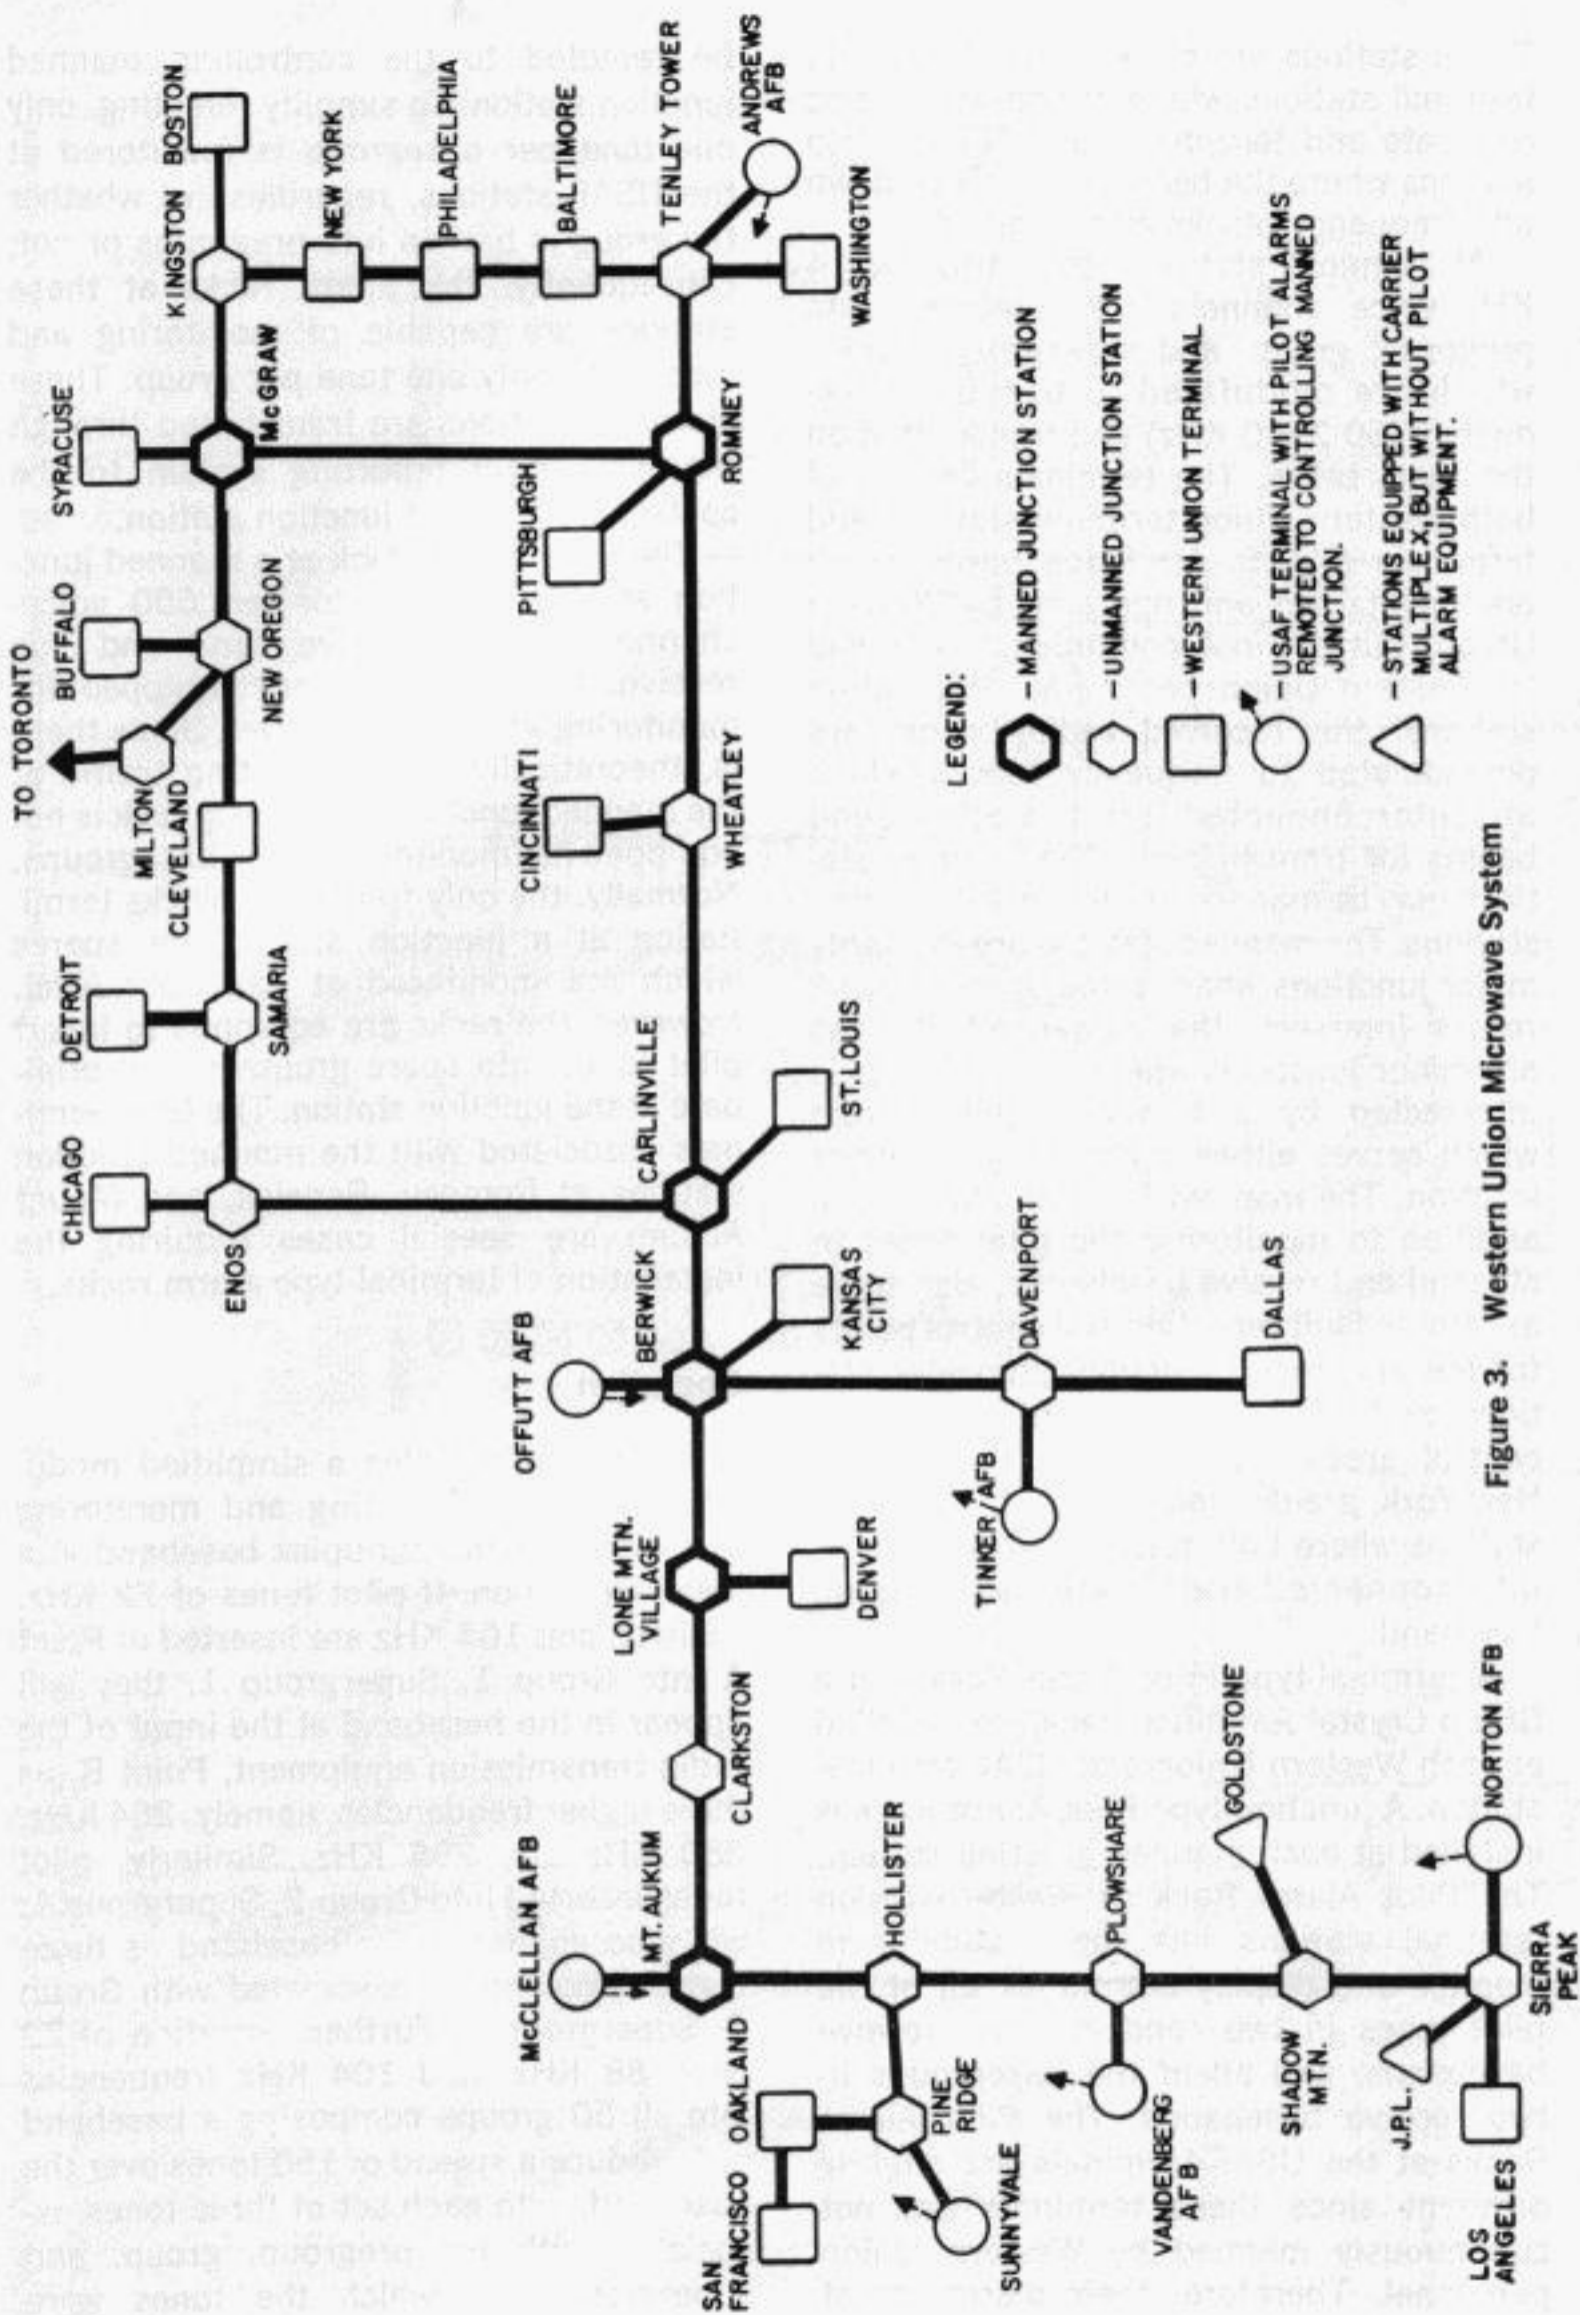 McCLELLAN AFB
MT. AUKUM
SAN
FRANCISCO
OAKLAND
PINE
RIDGE
SUNNYVALE
HOLLISTER
VANDENBERG
AFB
PLOWSHARE
SHADOW
MTN.
GOLDSTONE
J.P.L.
LOS
ANGELES
SIERRA
PEAK
NORTON AFB
CLARKSTON
LONE MTN.
VILLAGE
DENVER
OFFUTT AFB
BERWICK
KANSAS
CITY
TINKER/AFB
DAVENPORT
DALLAS
CHICAGO
ENOS
CARLINVILLE
ST. LOUIS
DETROIT
SAMARIA
CLEVELAND
MILTON
TO TORONTO
BUFFALO
NEW OREGON
CINCINNATI
WHEATLEY
SYRACUSE
McGRAW
PITTSBURGH
ROMNEY
KINGSTON
BOSTON
NEW YORK
PHILADELPHIA
BALTIMORE
TENLEY TOWER
ANDREWS
AFB
WASHINGTON
LEGEND:
— MANNED JUNCTION STATION
— UNMANNED JUNCTION STATION
— WESTERN UNION TERMINAL
— USAF TERMINAL WITH PILOT ALARMS
REMOTED TO CONTROLLING MANNED
JUNCTION.
— STATIONS EQUIPPED WITH CARRIER
MULTIPLEX, BUT WITHOUT PILOT
ALARM EQUIPMENT.
Figure 3. Western Union Microwave System